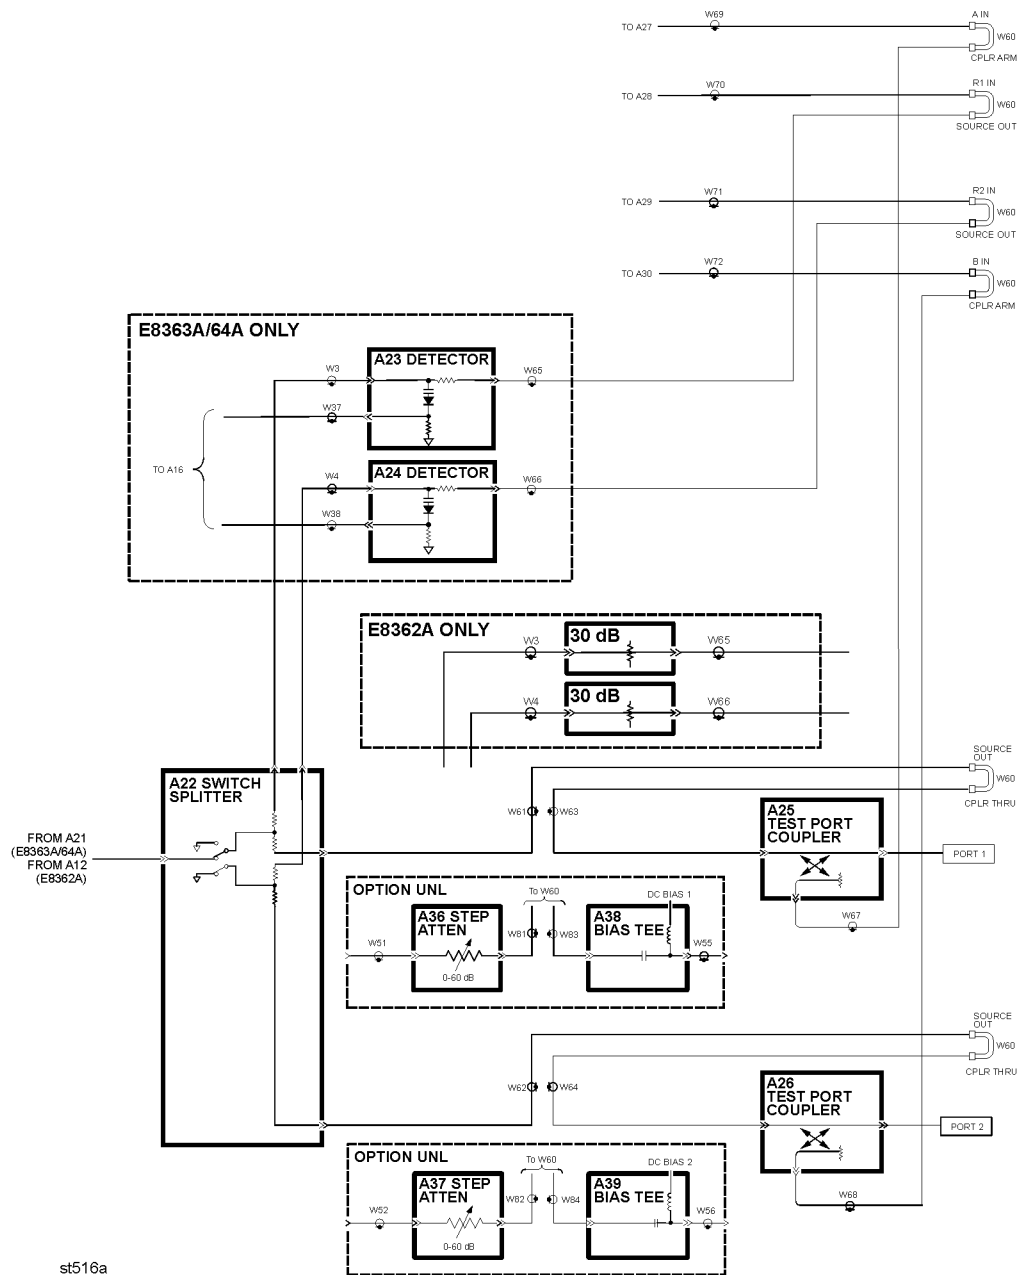 W69
A IN
TO A27
W60
CPLR ARM
W70
R1 IN
TO A28
W60
SOURCE OUT
W71
R2 IN
TO A29
W60
SOURCE OUT
W72
B IN
TO A30
W60
CPLR ARM
E8363A/64A ONLY
A23 DETECTOR
W3
W65
W37
TO A16
A24 DETECTOR
W4
W66
W38
E8362A ONLY
30 dB
W3
W65
30 dB
W4
W66
SOURCE
OUT
W60
CPLR THRU
A22 SWITCH
SPLITTER
W61
W63
A25
TEST PORT
COUPLER
FROM A21
(E8363A/64A)
FROM A12
(E8362A)
PORT 1
OPTION UNL
To W60
DC BIAS 1
A36 STEP
ATTEN
A38
BIAS TEE
W67
W51
W81
W83
W55
0-60 dB
SOURCE
OUT
W60
CPLR THRU
W62
W64
A26
TEST PORT
COUPLER
PORT 2
OPTION UNL
To W60
DC BIAS 2
A37 STEP
ATTEN
A39
BIAS TEE
W68
W52
W82
W84
W56
0-60 dB
st516a